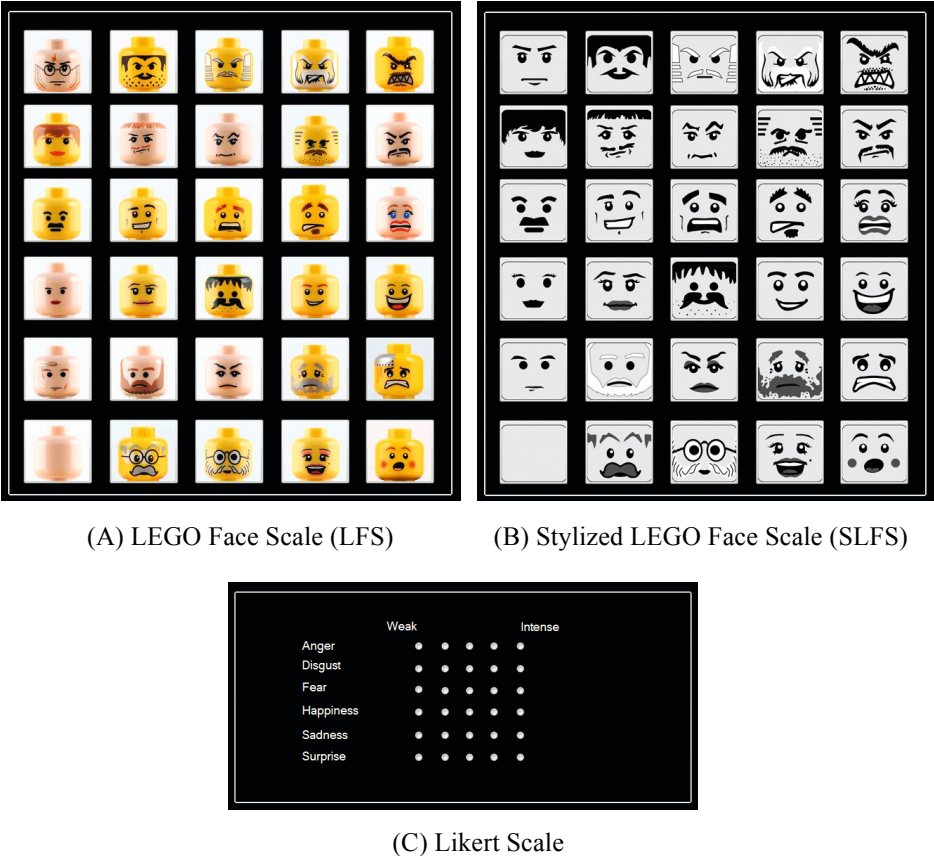 (A) LEGO Face Scale (LFS)
(B) Stylized LEGO Face Scale (SLFS)
Weak Intense
Anger
Disgust
Fear
Happiness
Sadness
Surprise
(C) Likert Scale